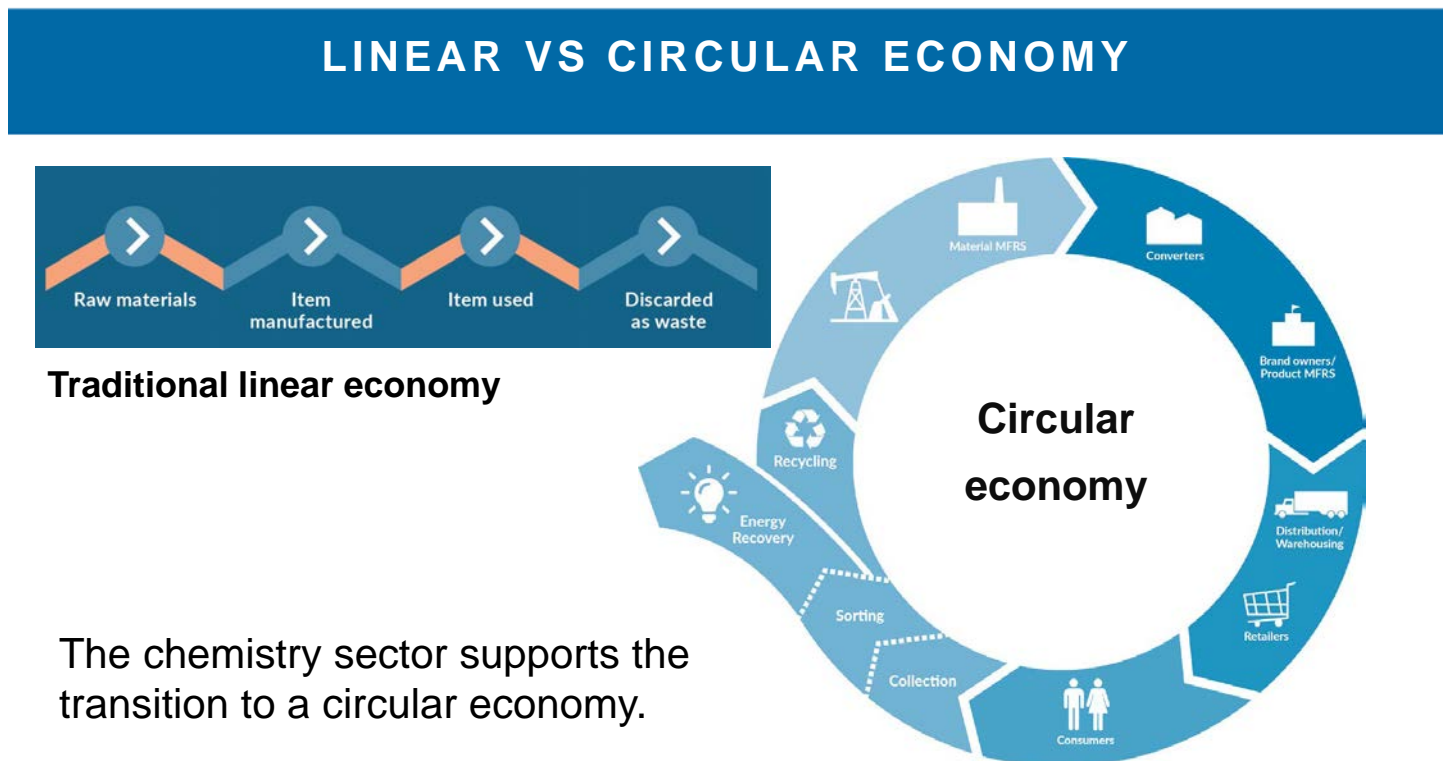 LINEAR VS CIRCULAR ECONOMY
Raw materials
Item
manufactured
Item used
Discarded
as waste
Traditional linear economy
Material MFRS
Converters
Brand owners/
Product MFRS
Distribution/
Warehousing
Retailers
Consumers
Collection
Sorting
Energy
Recovery
Recycling
Circular
economy
The chemistry sector supports the
transition to a circular economy.